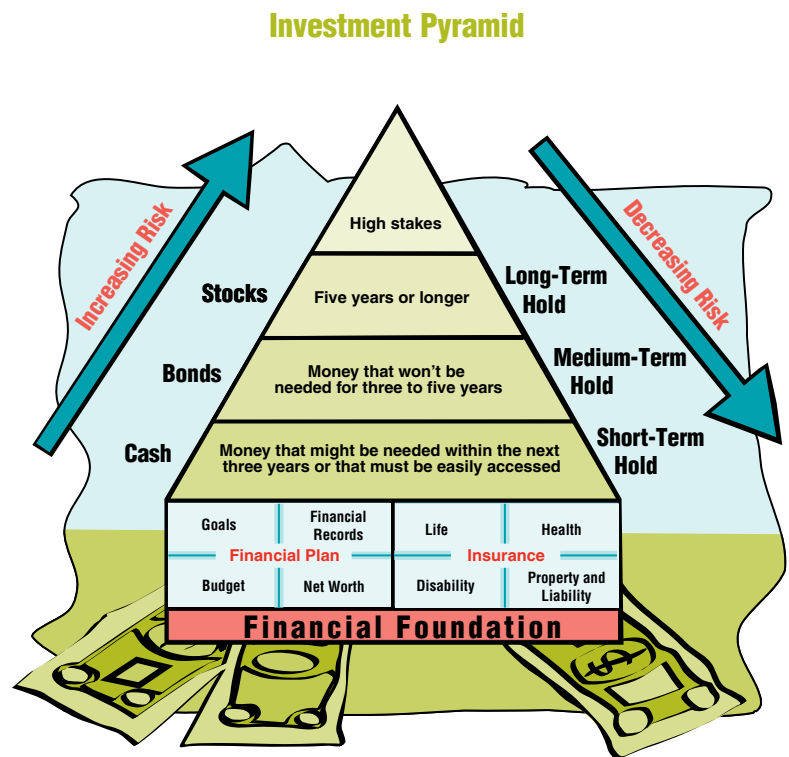 Investment Pyramid
Increasing Risk
Decreasing Risk
High stakes
Stocks
Five years or longer
Long-Term
Hold
Bonds
Money that won't be
needed for three to five years
Medium-Term
Hold
Cash
Money that might be needed within the next
three years or that must be easily accessed
Short-Term
Hold
Goals
Financial
Records
Financial Plan
Budget
Net Worth
Life
Health
Insurance
Disability
Property and
Liability
Financial Foundation
$